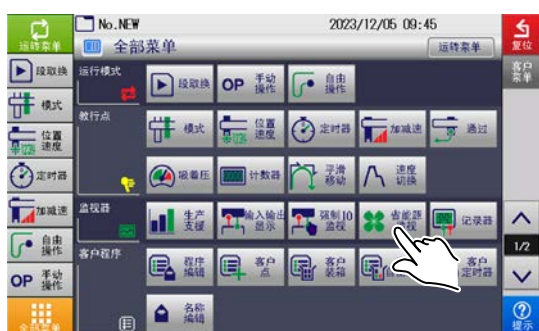 No.NEW 2023/12/05 09:45
运转菜单
全部菜单
运转菜单
复位
客户菜单
段取换
模式
位置速度
定时器
加减速
自由操作
OP 手动操作
全部菜单
运行模式
段取换
OP 手动操作
自由操作
教行点
模式
位置速度
定时器
加减速
通过
吸着压
计数器
平滑移动
速度切换
监视器
生产支援
输入输出显示
强制IO监视
省能源监视
记录器
客户程序
程序编辑
客户点
客户装箱
客户定时器
名称编辑
1/2
提示